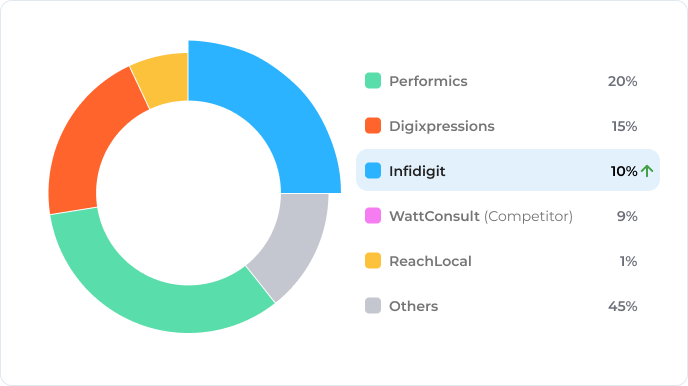 Performics 20%
Digixpressions 15%
Infidigit 10%
WattConsult (Competitor) 9%
ReachLocal 1%
Others 45%